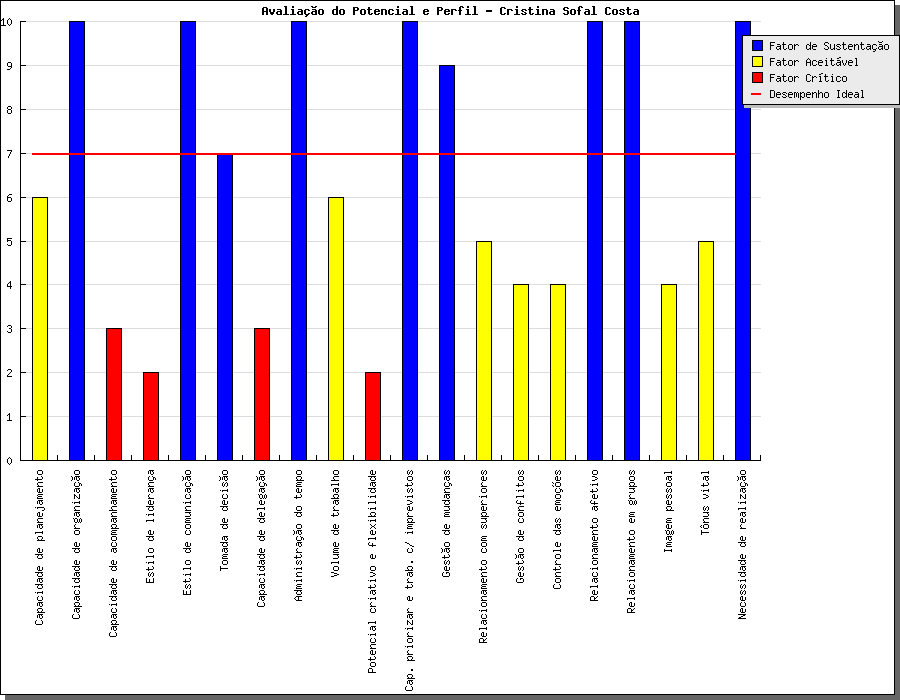 Avaliação do Potencial e Perfil - Cristina Sofal Costa
Fator de Sustentação
Fator Aceitável
Fator Crítico
Desempenho Ideal
10
9
8
7
6
5
4
3
2
1
0
Capacidade de planejamento
Capacidade de organização
Capacidade de acompanhamento
Estilo de liderança
Estilo de comunicação
Tomada de decisão
Capacidade de delegação
Administração do tempo
Volume de trabalho
Potencial criativo e flexibilidade
Cap. priorizar e trab. c/ imprevistos
Gestão de mudanças
Relacionamento com superiores
Gestão de conflitos
Controle das emoções
Relacionamento afetivo
Relacionamento em grupos
Imagem pessoal
Tônus vital
Necessidade de realização